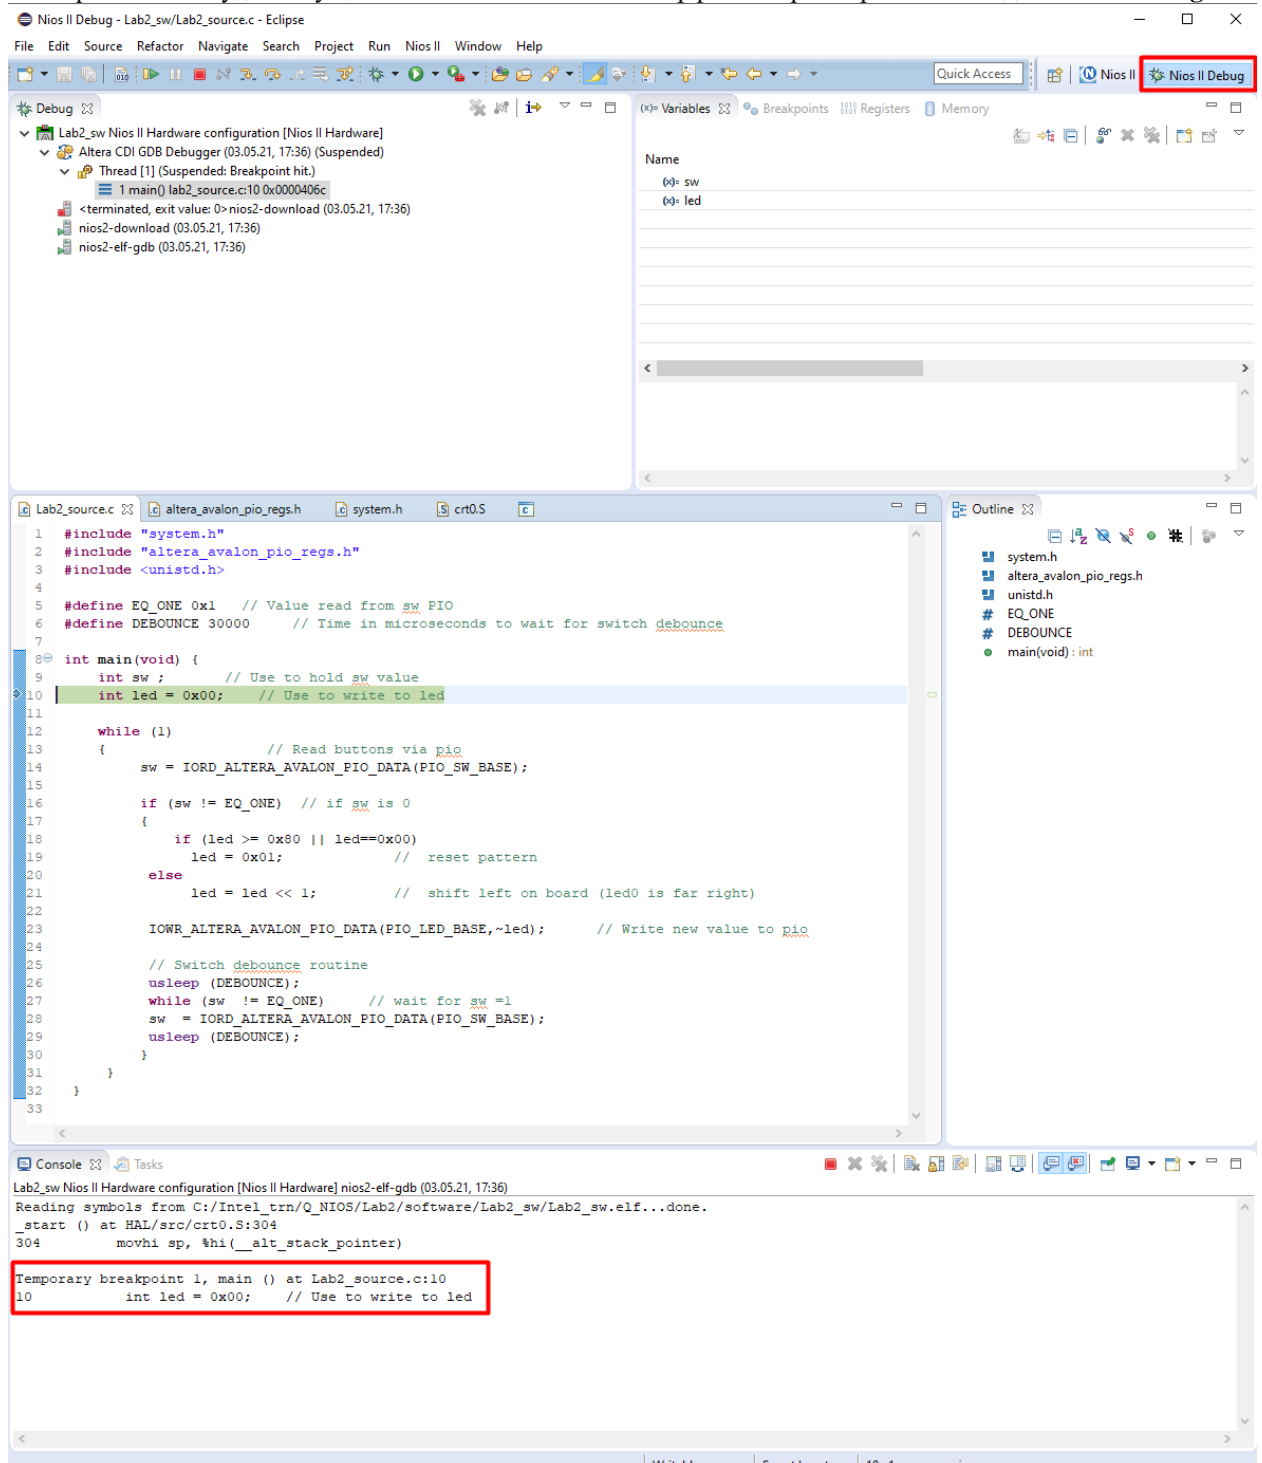 Nios II Debug - Lab2_sw/Lab2_source.c - Eclipse
File Edit Source Refactor Navigate Search Project Run Nios II Window Help
Quick Access
Nios II
Nios II Debug
Debug
Lab2_sw Nios II Hardware configuration [Nios II Hardware]
Altera CDI GDB Debugger (03.05.21, 17:36) (Suspended)
Thread [1] (Suspended: Breakpoint hit.)
1 main() lab2_source.c:10 0x0000406c
<terminated, exit value: 0>nios2-download (03.05.21, 17:36)
nios2-download (03.05.21, 17:36)
nios2-elf-gdb (03.05.21, 17:36)
(x)= Variables Breakpoints Registers Memory
Name
(x)= sw
(x)= led
Lab2_source.c altera_avalon_pio_regs.h system.h crt0.S
1 #include "system.h"
2 #include "altera_avalon_pio_regs.h"
3 #include <unistd.h>
4
5 #define EQ_ONE 0x1 // Value read from sw PIO
6 #define DEBOUNCE 30000 // Time in microseconds to wait for switch debounce
7
8 int main(void) {
9 int sw ; // Use to hold sw value
10 int led = 0x00; // Use to write to led
11
12 while (1)
13 { // Read buttons via pio
14 sw = IORD_ALTERA_AVALON_PIO_DATA(PIO_SW_BASE);
15
16 if (sw != EQ_ONE) // if sw is 0
17 {
18 if (led >= 0x80 || led==0x00)
19 led = 0x01; // reset pattern
20 else
21 led = led << 1; // shift left on board (led0 is far right)
22
23 IOWR_ALTERA_AVALON_PIO_DATA(PIO_LED_BASE,~led); // Write new value to pio
24
25 // Switch debounce routine
26 usleep (DEBOUNCE);
27 while (sw != EQ_ONE) // wait for sw =1
28 sw = IORD_ALTERA_AVALON_PIO_DATA(PIO_SW_BASE);
29 usleep (DEBOUNCE);
30 }
31 }
32 }
33
Outline
system.h
altera_avalon_pio_regs.h
unistd.h
# EQ_ONE
# DEBOUNCE
main(void) : int
Console Tasks
Lab2_sw Nios II Hardware configuration [Nios II Hardware] nios2-elf-gdb (03.05.21, 17:36)
Reading symbols from C:/Intel_trn/Q_NIOS/Lab2/software/Lab2_sw/Lab2_sw.elf...done.
_start () at HAL/src/crt0.S:304
304 movhi sp, %hi(__alt_stack_pointer)
Temporary breakpoint 1, main () at Lab2_source.c:10
10 int led = 0x00; // Use to write to led